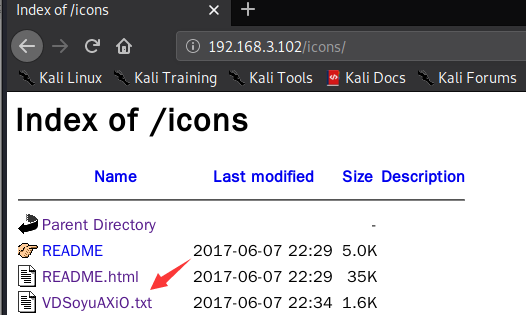 Index of /icons
192.168.3.102/icons/
Kali Linux Kali Training Kali Tools Kali Docs Kali Forums
Index of /icons
Name Last modified Size Description
Parent Directory -
README 2017-06-07 22:29 5.0K
README.html 2017-06-07 22:29 35K
VDSoyuAXiO.txt 2017-06-07 22:34 1.6K